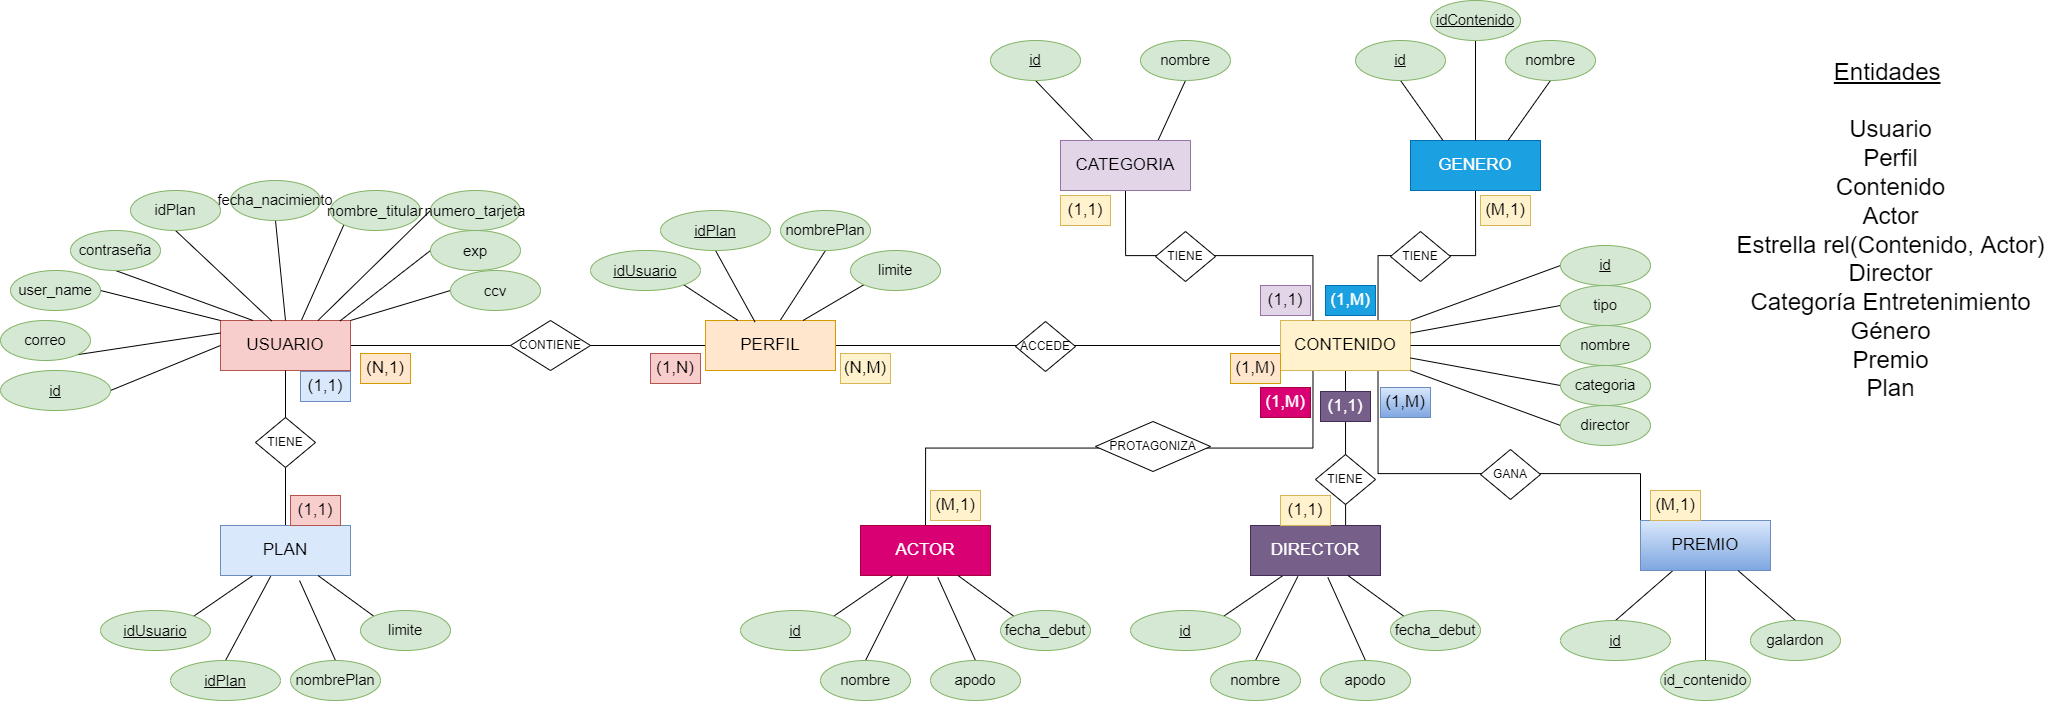 idContenido
id
nombre
id
nombre
Entidades
CATEGORIA
GENERO
Usuario
Perfil
Contenido
Actor
Estrella rel(Contenido, Actor)
Director
Categoría Entretenimiento
Género
Premio
Plan
(1,1)
(M,1)
TIENE
TIENE
(1,1)
(1,M)
fecha_nacimiento
idPlan
nombre_titular
numero_tarjeta
contraseña
exp
user_name
ccv
correo
id
USUARIO
(N,1)
(1,1)
CONTIENE
idPlan
nombrePlan
idUsuario
limite
PERFIL
(1,N)
(N,M)
ACCEDE
CONTENIDO
(1,M)
(1,M)
(1,1)
(1,M)
id
tipo
nombre
categoria
director
TIENE
(1,1)
PLAN
idUsuario
limite
idPlan
nombrePlan
PROTAGONIZA
(M,1)
ACTOR
id
fecha_debut
nombre
apodo
TIENE
(1,1)
DIRECTOR
id
fecha_debut
nombre
apodo
GANA
(M,1)
PREMIO
id
galardon
id_contenido